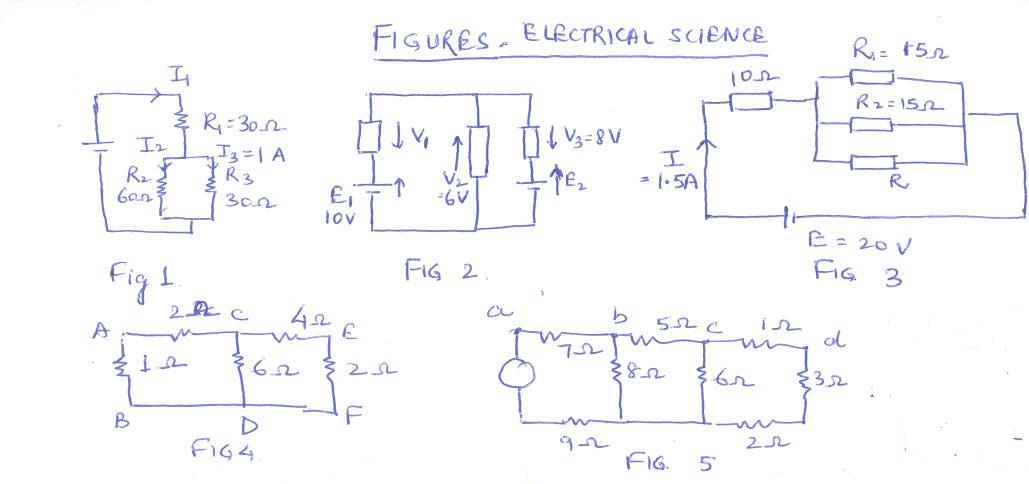 FIGURES. ELECTRICAL SCIENCE
I1
R1 = 30Ω
I2
I3 = 1 A
R2
60Ω
R3
30Ω
Fig 1.
V1
E1
10V
V2
=6V
V3=8V
E2
FIG 2.
10Ω
R1= 15Ω
R2=15Ω
R
I
= 1.5A
E = 20 V
FIG 3
A
2Ω
C
4Ω
E
1Ω
6Ω
2Ω
B
D
F
FIG4.
a
7Ω
b
5Ω
c
1Ω
d
8Ω
6Ω
3Ω
9Ω
2Ω
FIG. 5